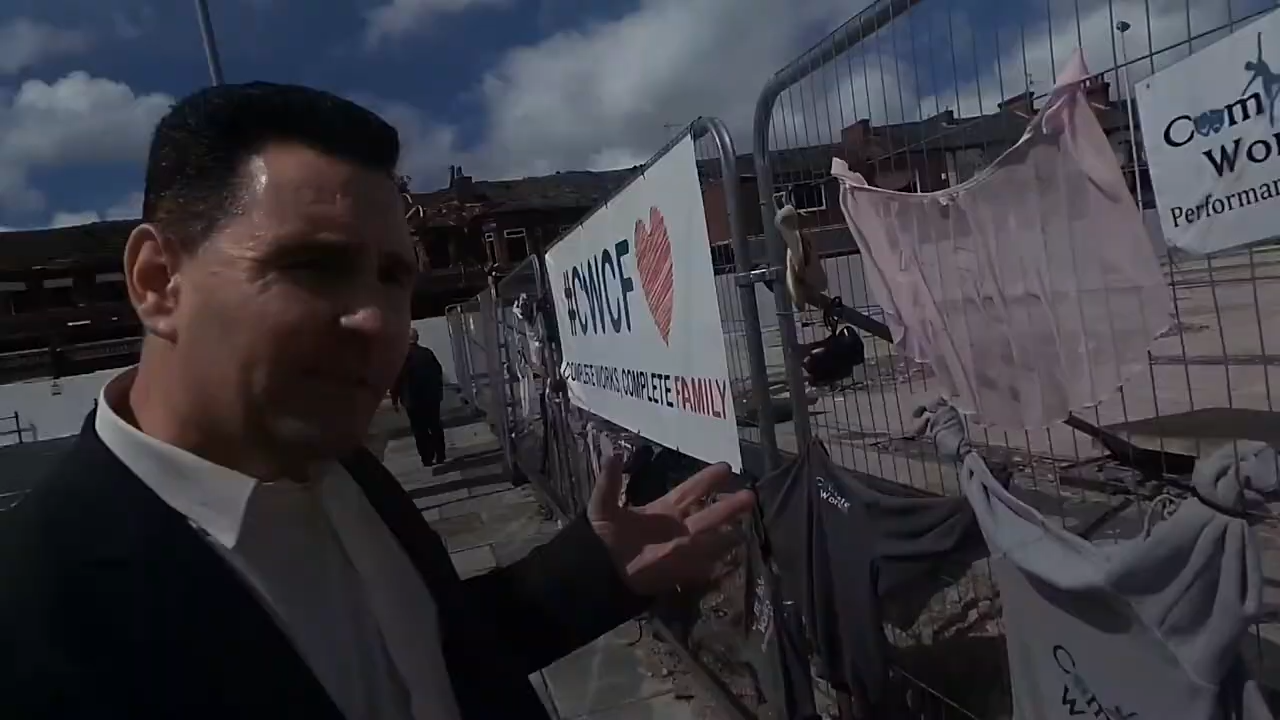 #CWCF
COMPLETE WORKS, COMPLETE FAMILY
Com
Wor
Performan